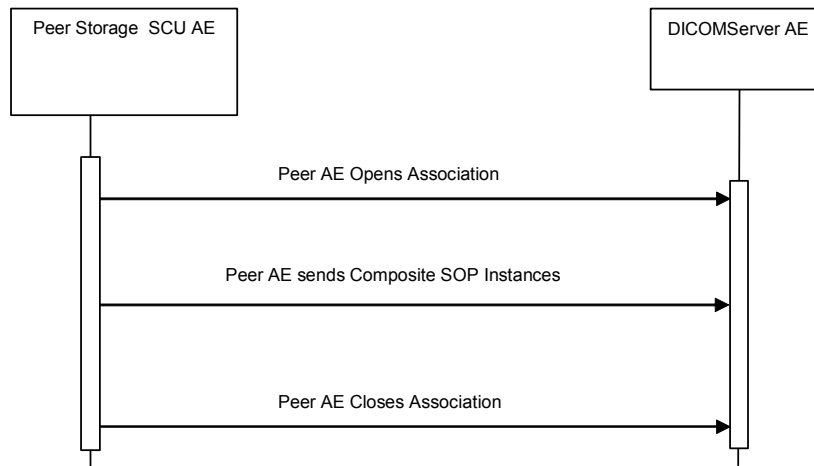 Peer Storage  SCU AE
DICOMServer AE
Peer AE Opens Association
Peer AE sends Composite SOP Instances
Peer AE Closes Association